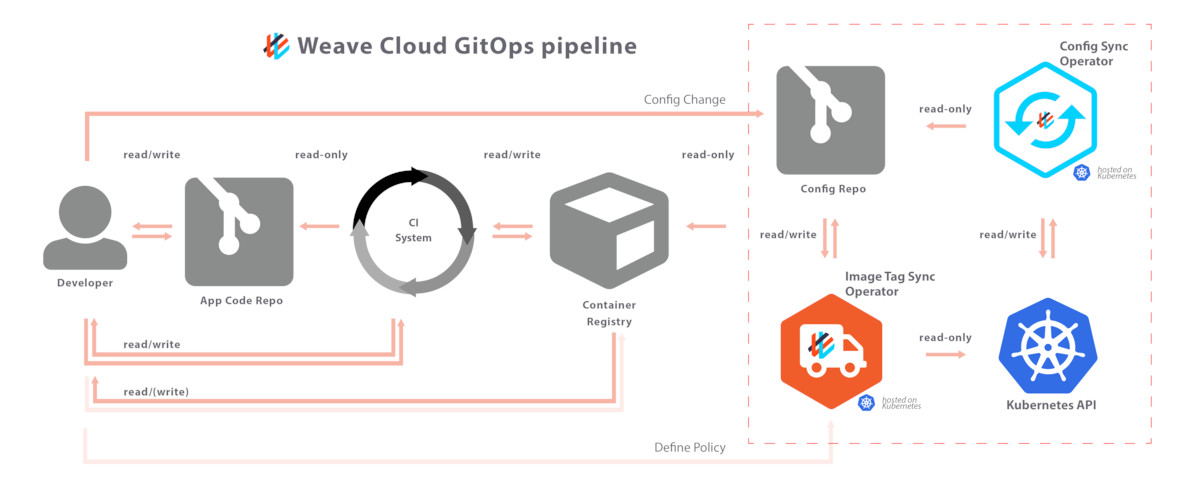 Weave Cloud GitOps pipeline
Config Sync
Operator
Config Change
read-only
read/write
read-only
read/write
read-only
hosted on
Kubernetes
Config Repo
CI
System
read/write
read/write
Developer
App Code Repo
Image Tag Sync
Operator
Container
Registry
read/write
read-only
read/(write)
hosted on
Kubernetes
Kubernetes API
Define Policy